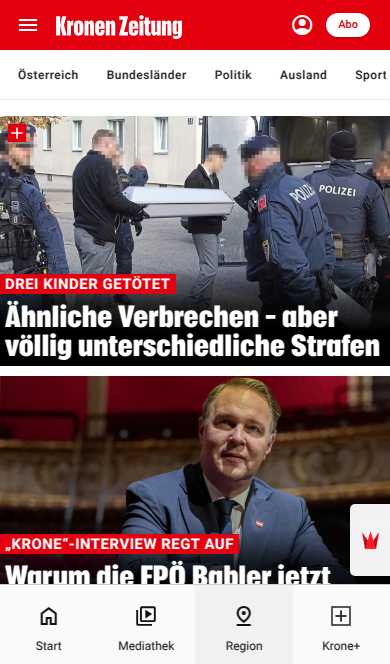 Kronen Zeitung
Abo
Österreich Bundesländer Politik Ausland Sport
POLIZEI
POLIZEI
DREI KINDER GETÖTET
Ähnliche Verbrechen – aber
völlig unterschiedliche Strafen
„KRONE“-INTERVIEW REGT AUF
Warum die FPÖ Babler jetzt
Start Mediathek Region Krone+